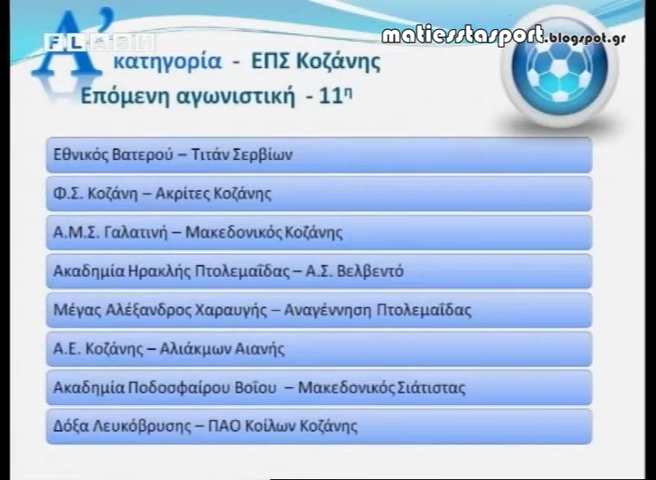 FLASH
matiesstasport.blogspot.gr
Α' κατηγορία - ΕΠΣ Κοζάνης
Επόμενη αγωνιστική - 11η
Εθνικός Βατερού – Τιτάν Σερβίων
Φ.Σ. Κοζάνη – Ακρίτες Κοζάνης
Α.Μ.Σ. Γαλατινή – Μακεδονικός Κοζάνης
Ακαδημία Ηρακλής Πτολεμαΐδας – Α.Σ. Βελβεντό
Μέγας Αλέξανδρος Χαραυγής – Αναγέννηση Πτολεμαΐδας
Α.Ε. Κοζάνης – Αλιάκμων Αιανής
Ακαδημία Ποδοσφαίρου Βοΐου – Μακεδονικός Σιάτιστας
Δόξα Λευκόβρυσης – ΠΑΟ Κοίλων Κοζάνης